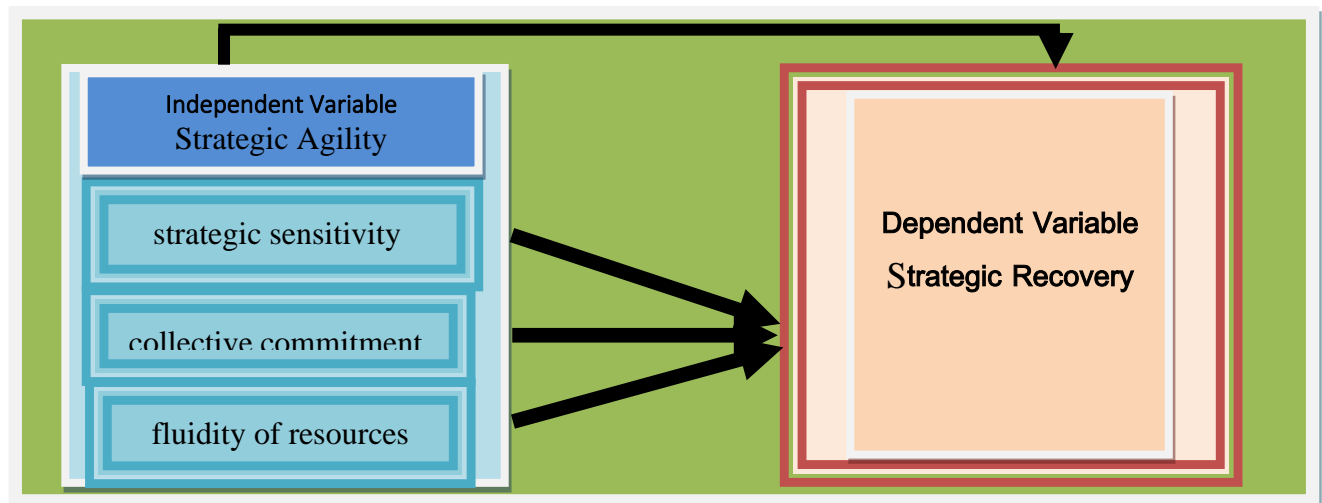 Independent Variable
Strategic Agility
strategic sensitivity
collective commitment
fluidity of resources
Dependent Variable
Strategic Recovery